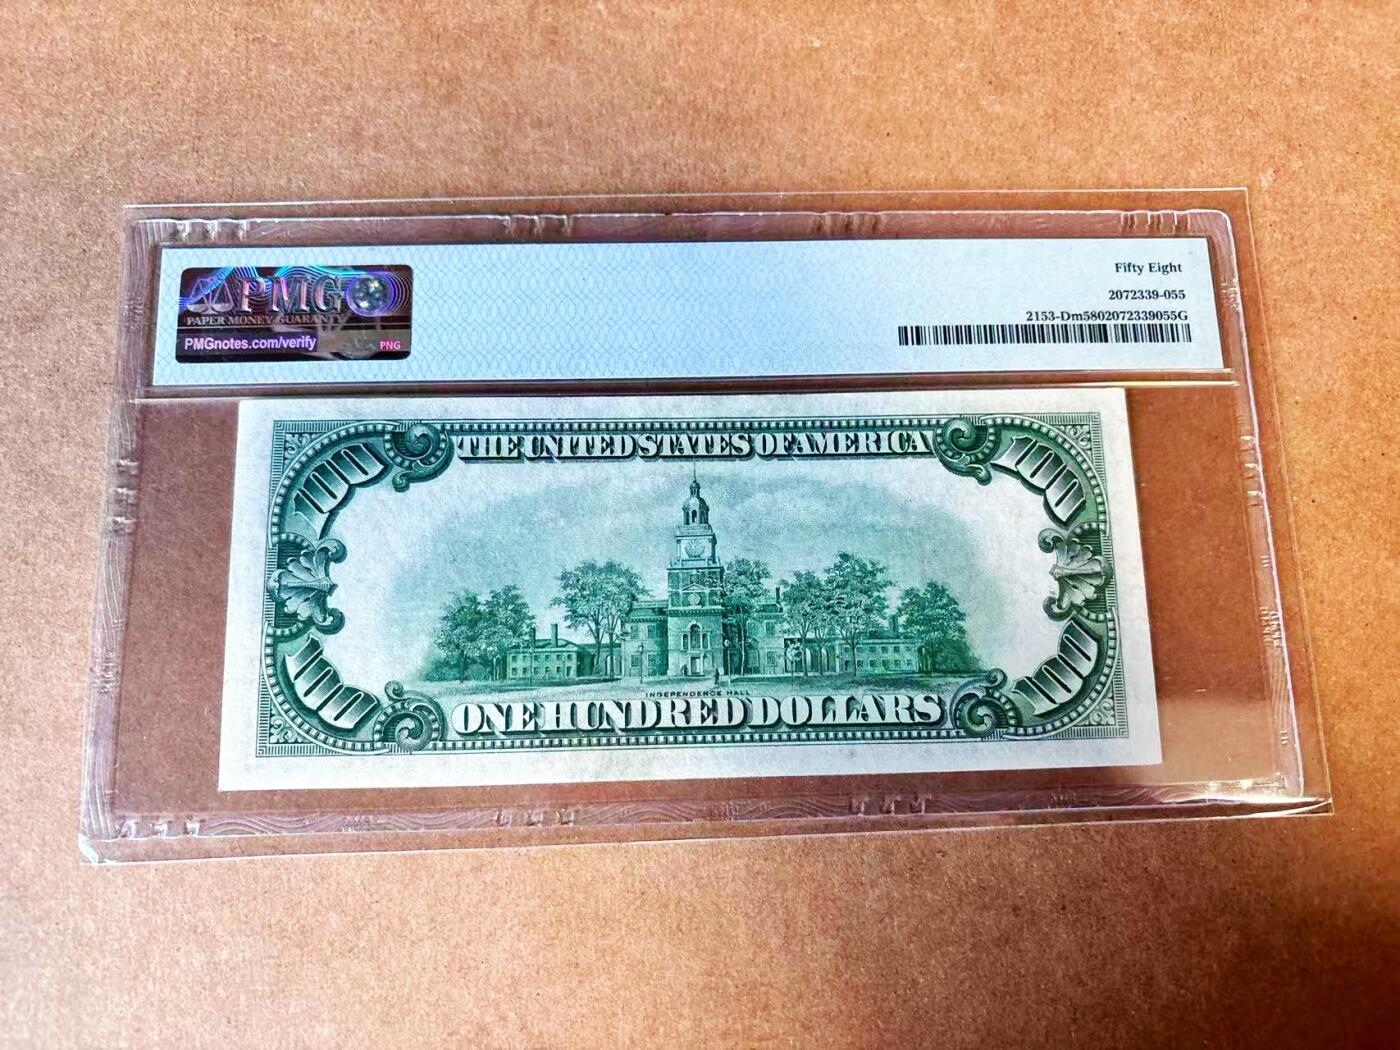 PMG
PAPER MONEY GUARANTY
PMGnotes.com/verify
PNG
Fifty Eight
2072339-055
2153-Dm5802072339055G
THE UNITED STATES OF AMERICA
100
100
INDEPENDENCE HALL
100
100
ONE HUNDRED DOLLARS